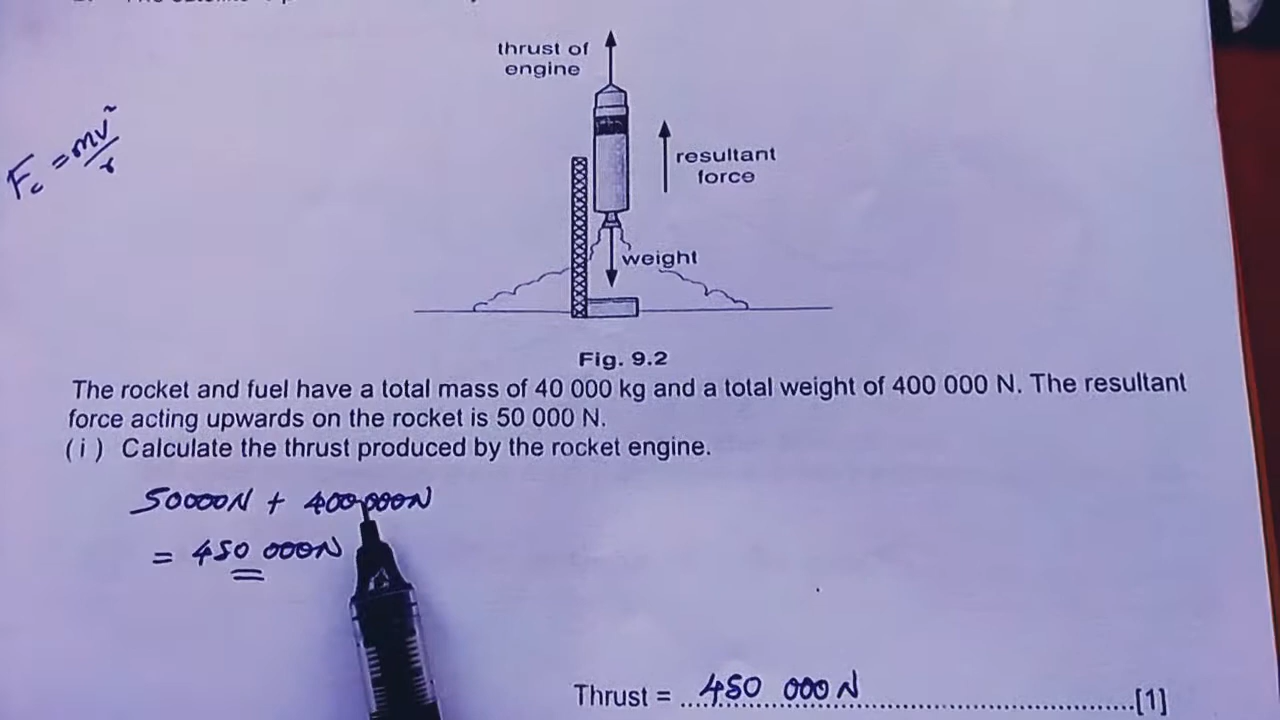 thrust of
engine
resultant
force
weight
F꜀ = mv²/r
Fig. 9.2
The rocket and fuel have a total mass of 40 000 kg and a total weight of 400 000 N. The resultant
force acting upwards on the rocket is 50 000 N.
(i) Calculate the thrust produced by the rocket engine.
50000N + 400000N
= 450 000N
Thrust = 450 000N [1]